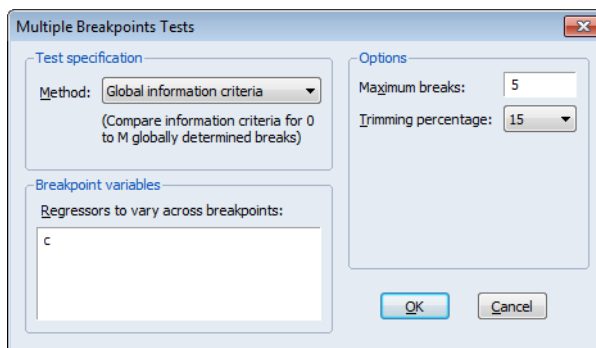 Multiple Breakpoints Tests
Test specification
Method: Global information criteria
(Compare information criteria for 0
to M globally determined breaks)
Breakpoint variables
Regressors to vary across breakpoints:
c
Options
Maximum breaks: 5
Trimming percentage: 15
OK
Cancel